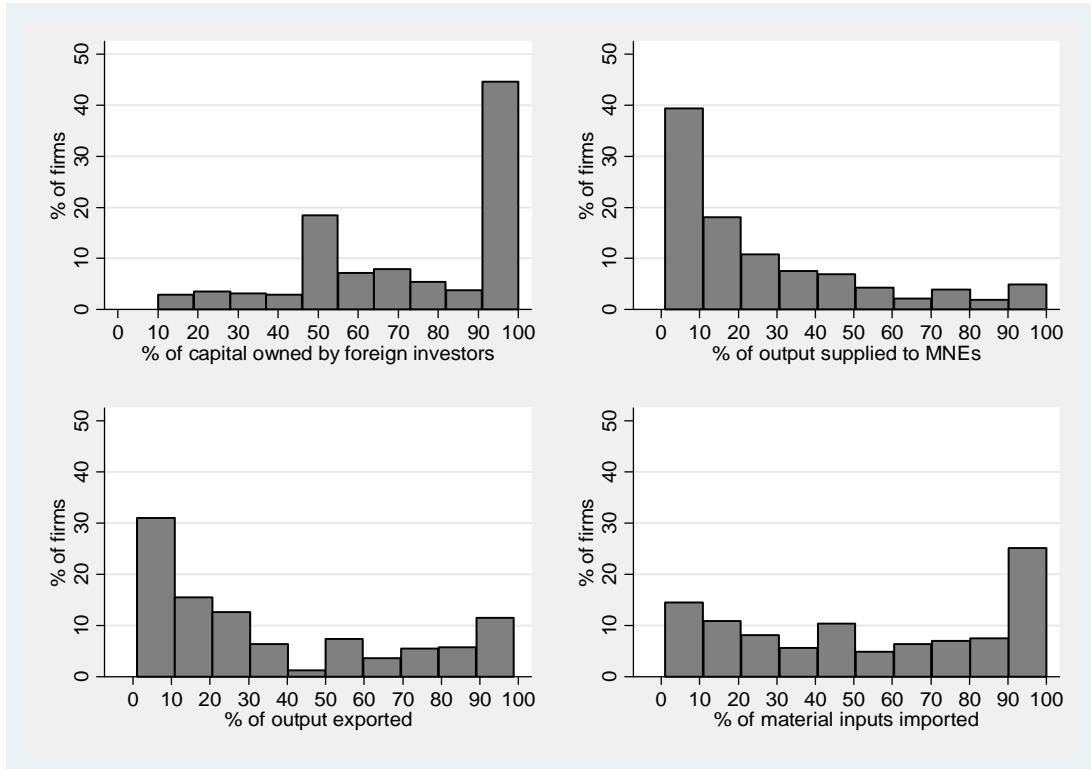 50
40
30
20
10
0
% of firms
0 10 20 30 40 50 60 70 80 90 100
% of capital owned by foreign investors
50
40
30
20
10
0
% of firms
0 10 20 30 40 50 60 70 80 90 100
% of output supplied to MNEs
50
40
30
20
10
0
% of firms
0 10 20 30 40 50 60 70 80 90 100
% of output exported
50
40
30
20
10
0
% of firms
0 10 20 30 40 50 60 70 80 90 100
% of material inputs imported